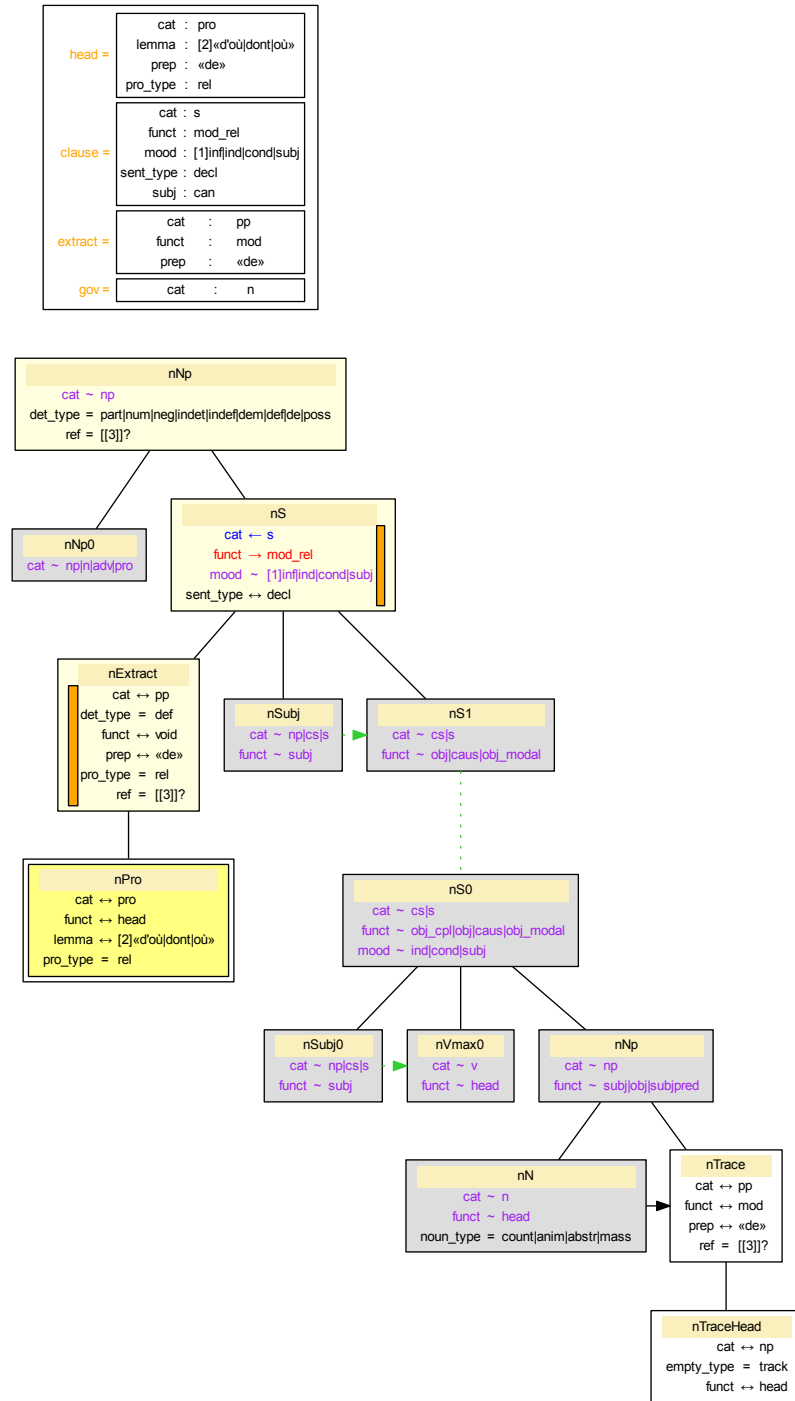 head =
cat : pro
lemma : [2]«d'où|dont|où»
prep : «de»
pro_type : rel
clause =
cat : s
funct : mod_rel
mood : [1]inf|ind|cond|subj
sent_type : decl
subj : can
extract =
cat : pp
funct : mod
prep : «de»
gov =
cat : n
nNp
cat ~ np
det_type = part|num|neg|indet|indef|dem|def|de|poss
ref = [[3]]?
nNp0
cat ~ np|n|adv|pro
nS
cat ← s
funct → mod_rel
mood ~ [1]inf|ind|cond|subj
sent_type ↔ decl
nExtract
cat ↔ pp
det_type = def
funct ↔ void
prep ↔ «de»
pro_type = rel
ref = [[3]]?
nSubj
cat ~ np|cs|s
funct ~ subj
nS1
cat ~ cs|s
funct ~ obj|caus|obj_modal
nPro
cat ↔ pro
funct ↔ head
lemma ↔ [2]«d'où|dont|où»
pro_type = rel
nS0
cat ~ cs|s
funct ~ obj_cpl|obj|caus|obj_modal
mood ~ ind|cond|subj
nSubj0
cat ~ np|cs|s
funct ~ subj
nVmax0
cat ~ v
funct ~ head
nNp
cat ~ np
funct ~ subj|obj|subjpred
nN
cat ~ n
funct ~ head
noun_type = count|anim|abstr|mass
nTrace
cat ↔ pp
funct ↔ mod
prep ↔ «de»
ref = [[3]]?
nTraceHead
cat ↔ np
empty_type = track
funct ↔ head